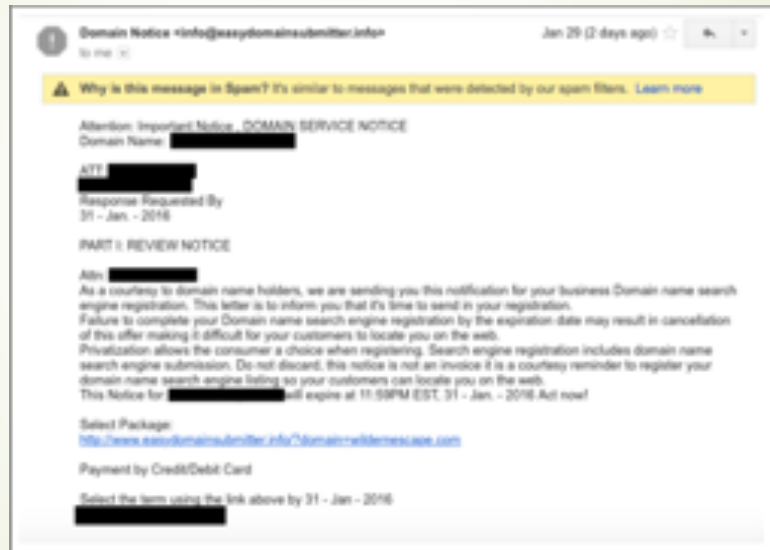 Domain Notice <info@easydomainsubmitter.info>
Jan 29 (2 days ago)
to me
Why is this message in Spam? It's similar to messages that were detected by our spam filters. Learn more
Attention: Important Notice , DOMAIN SERVICE NOTICE
Domain Name:
ATT:
Response Requested By
31 - Jan. - 2016
PART I: REVIEW NOTICE
Attn:
As a courtesy to domain name holders, we are sending you this notification for your business Domain name search
engine registration. This letter is to inform you that it's time to send in your registration.
Failure to complete your Domain name search engine registration by the expiration date may result in cancellation
of this offer making it difficult for your customers to locate you on the web.
Privatization allows the consumer a choice when registering. Search engine registration includes domain name
search engine submission. Do not discard, this notice is not an invoice it is a courtesy reminder to register your
domain name search engine listing so your customers can locate you on the web.
This Notice for: will expire at 11:59PM EST, 31 - Jan. - 2016 Act now!
Select Package:
http://www.easydomainsubmitter.info/?domain=wildernescape.com
Payment by Credit/Debit Card
Select the term using the link above by 31 - Jan - 2016